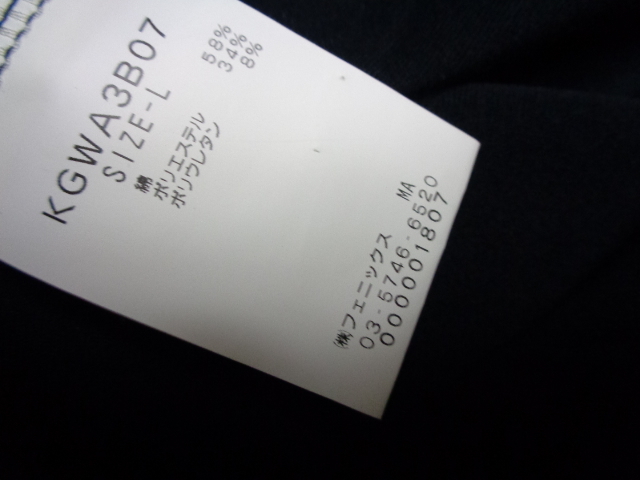 KGWA3B07
SIZE-L
綿 58%
ポリエステル 34%
ポリウレタン 8%
㈱フェニックス MA
03-5746-6520
0000001807